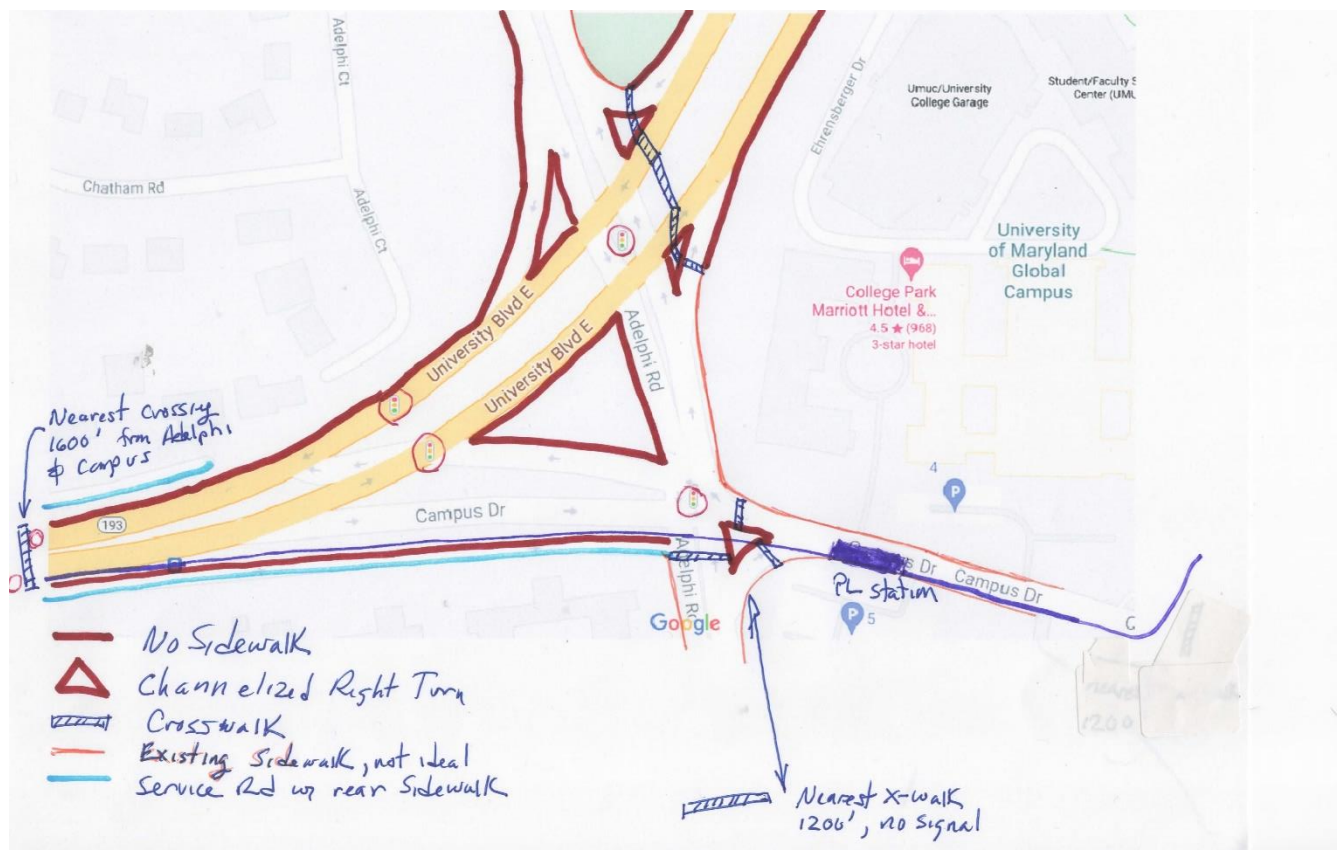 Adelphi Ct
Chatham Rd
Adelphi Ct
Ehrensberger Dr
Umuc/University
College Garage
Student/Faculty S
Center (UMU
University
of Maryland
Global
Campus
College Park
Marriott Hotel &...
4.5 ★ (968)
3-star hotel
University Blvd E
University Blvd E
Adelphi Rd
Nearest Crossing
1600' from Adelphi
& Campus
193
Campus Dr
4
P
Adelphi Rd
Dr
Campus Dr
PL station
P
5
G
Google
No Sidewalk
Channelized Right Turn
Crosswalk
Existing Sidewalk, not ideal
Service Rd w rear Sidewalk
Nearest X-walk
1200', no signal
1200